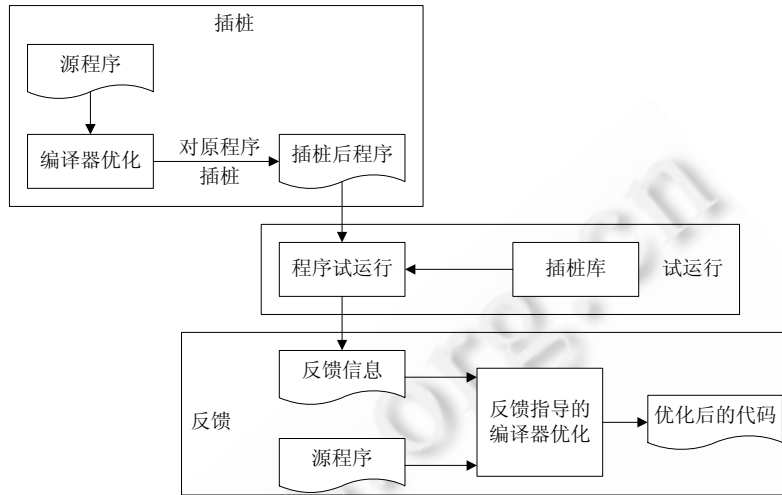 插桩
源程序
编译器优化
对原程序
插桩
插桩后程序
程序试运行
插桩库
试运行
反馈
反馈信息
源程序
反馈指导的
编译器优化
优化后的代码
org.cn